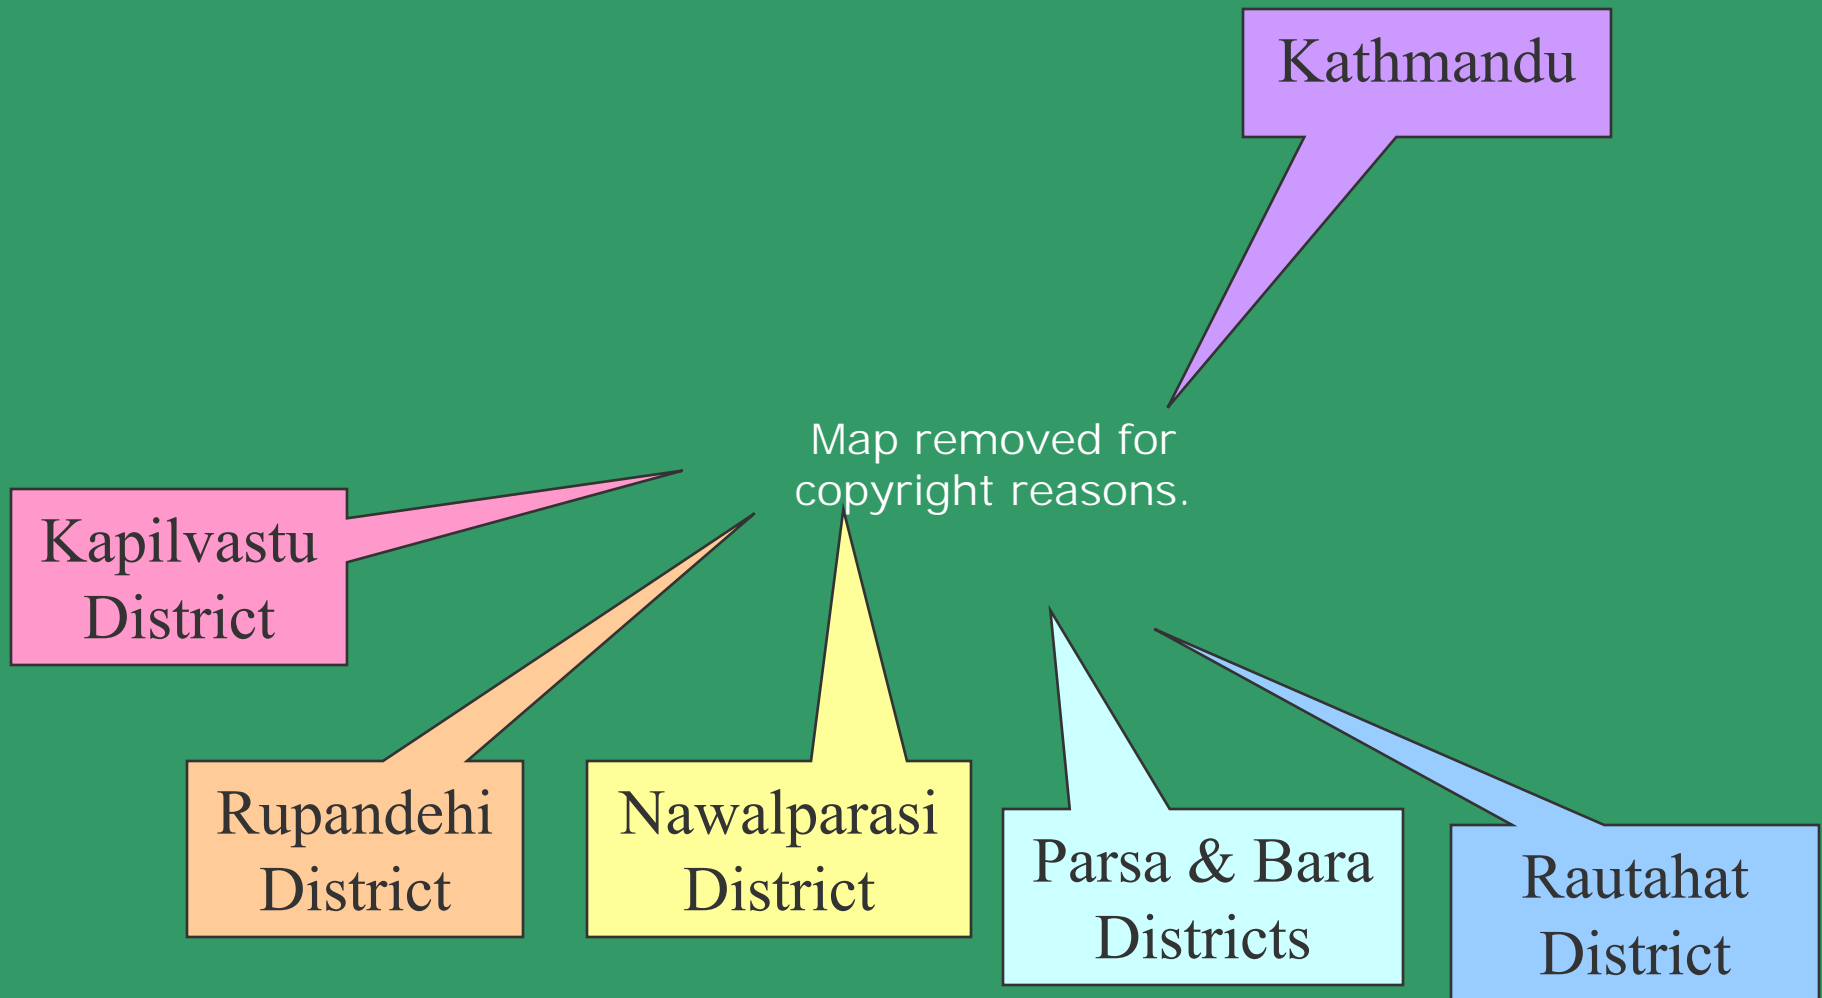 Kathmandu
Map removed for
copyright reasons.
Kapilvastu
District
Rupandehi
District
Nawalparasi
District
Parsa & Bara
Districts
Rautahat
District